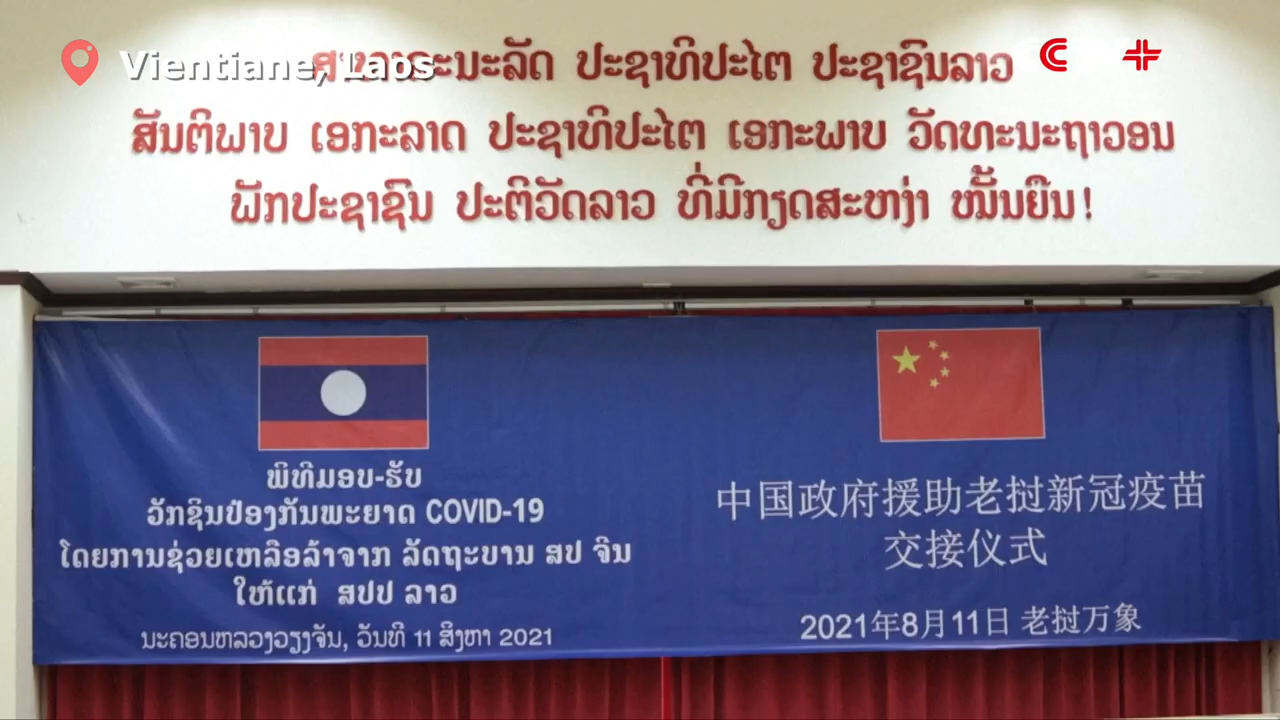 Vientiane, Laos
ປະຊາທິປະໄຕ ປະຊາຊົນລາວ
ສັນຕິພາບ ເອກະລາດ ປະຊາທິປະໄຕ ເອກະພາບ ວັດທະນະຖາວອນ
ພັກປະຊາຊົນ ປະຕິວັດລາວ ທີ່ມີກຽດສະຫງ່າ ໝັ້ນຍືນ!
ພິທີມອບ-ຮັບ
ວັກຊິນປ້ອງກັນພະຍາດ COVID-19
ໂດຍການຊ່ວຍເຫລືອລ້າຈາກ ລັດຖະບານ ສປ ຈີນ
ໃຫ້ແກ່ ສປປ ລາວ
ນະຄອນຫລວງວຽງຈັນ, ວັນທີ 11 ສິງຫາ 2021
中国政府援助老挝新冠疫苗
交接仪式
2021年8月11日 老挝万象